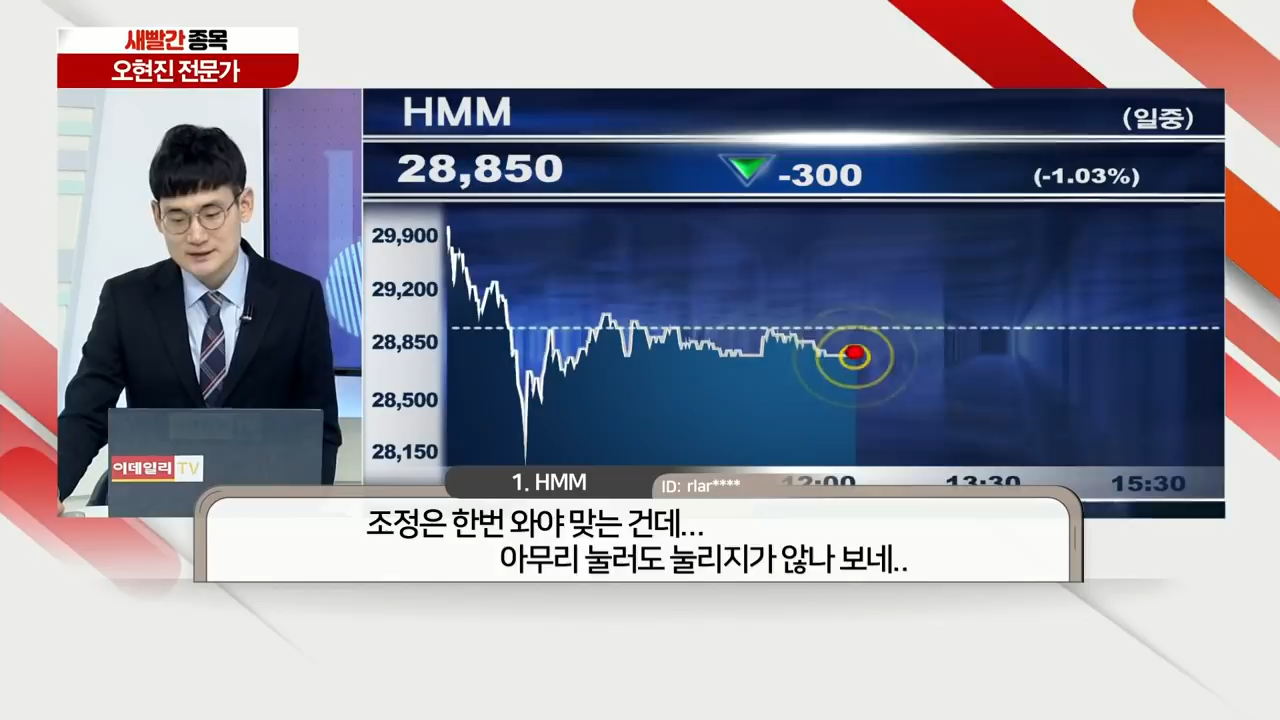 새빨간 종목
오현진 전문가
HMM
(일중)
28,850
-300
(-1.03%)
29,900
29,200
28,850
28,500
28,150
12:00
13:30
15:30
이데일리TV
1. HMM
ID: rlar****
조정은 한번 와야 맞는 건데...
아무리 눌러도 눌리지가 않나 보네..